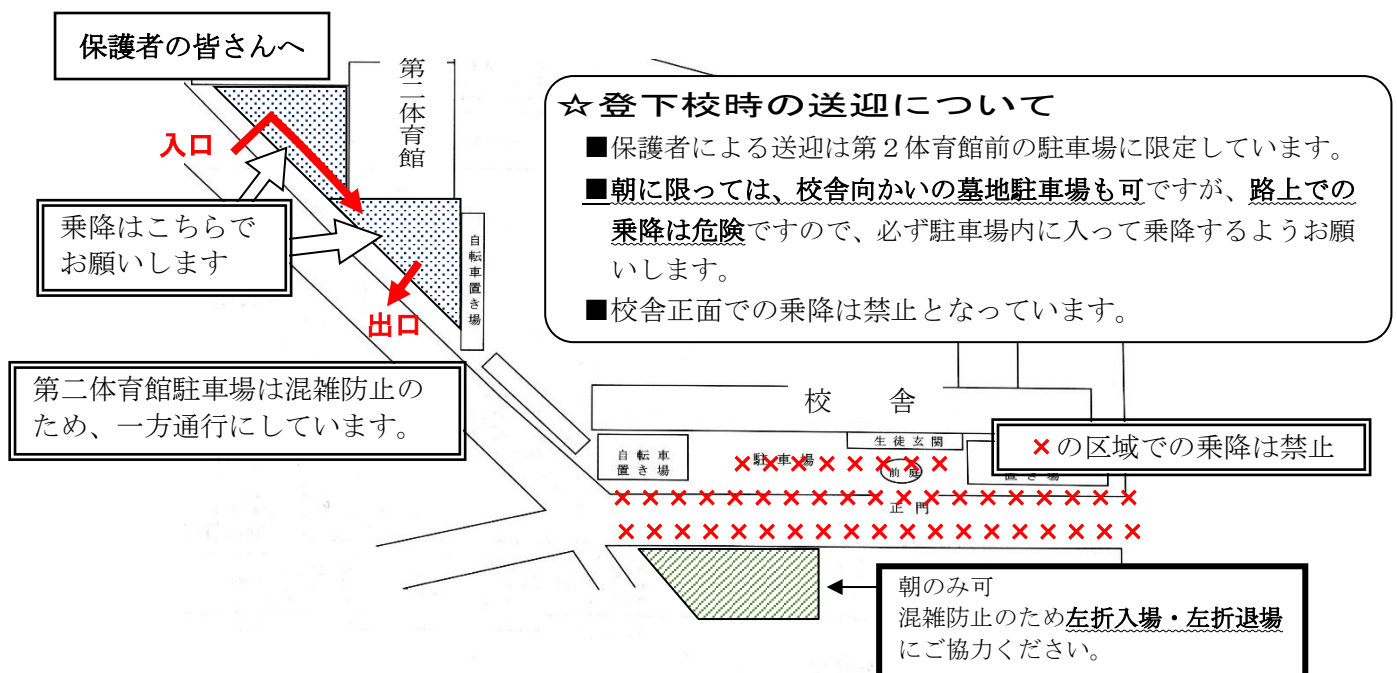 保護者の皆さんへ
第二体育館
☆登下校時の送迎について
■保護者による送迎は第２体育館前の駐車場に限定しています。
■朝に限っては、校舎向かいの墓地駐車場も可ですが、路上での
乗降は危険ですので、必ず駐車場内に入って乗降するようお願
いします。
■校舎正面での乗降は禁止となっています。
入口
乗降はこちらで
お願いします
自転車置き場
出口
第二体育館駐車場は混雑防止の
ため、一方通行にしています。
校舎
生徒玄関
×の区域での乗降は禁止
自転車
置き場
駐車場
前庭
置き場
正門
朝のみ可
混雑防止のため左折入場・左折退場
にご協力ください。